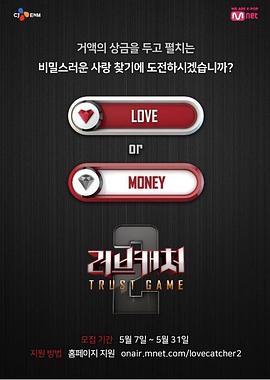 CJ ENM
WE ARE K-POP
Mnet
거액의 상금을 두고 펼치는
비밀스러운 사랑 찾기에 도전하시겠습니까?
LOVE
or
MONEY
러브캐처
2
TRUST GAME
모집 기간 5월 7일 ~ 5월 31일
지원 방법 홈페이지 지원 onair.mnet.com/lovecatcher2